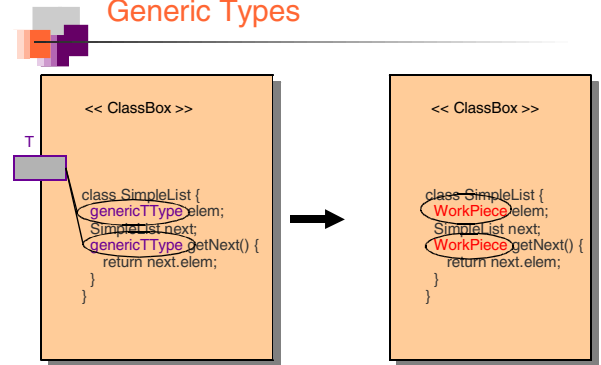 Generic Types
<< ClassBox >>
T
class SimpleList {
genericTType elem;
SimpleList next;
genericTType getNext() {
return next.elem;
}
}
<< ClassBox >>
class SimpleList {
WorkPiece elem;
SimpleList next;
WorkPiece getNext() {
return next.elem;
}
}